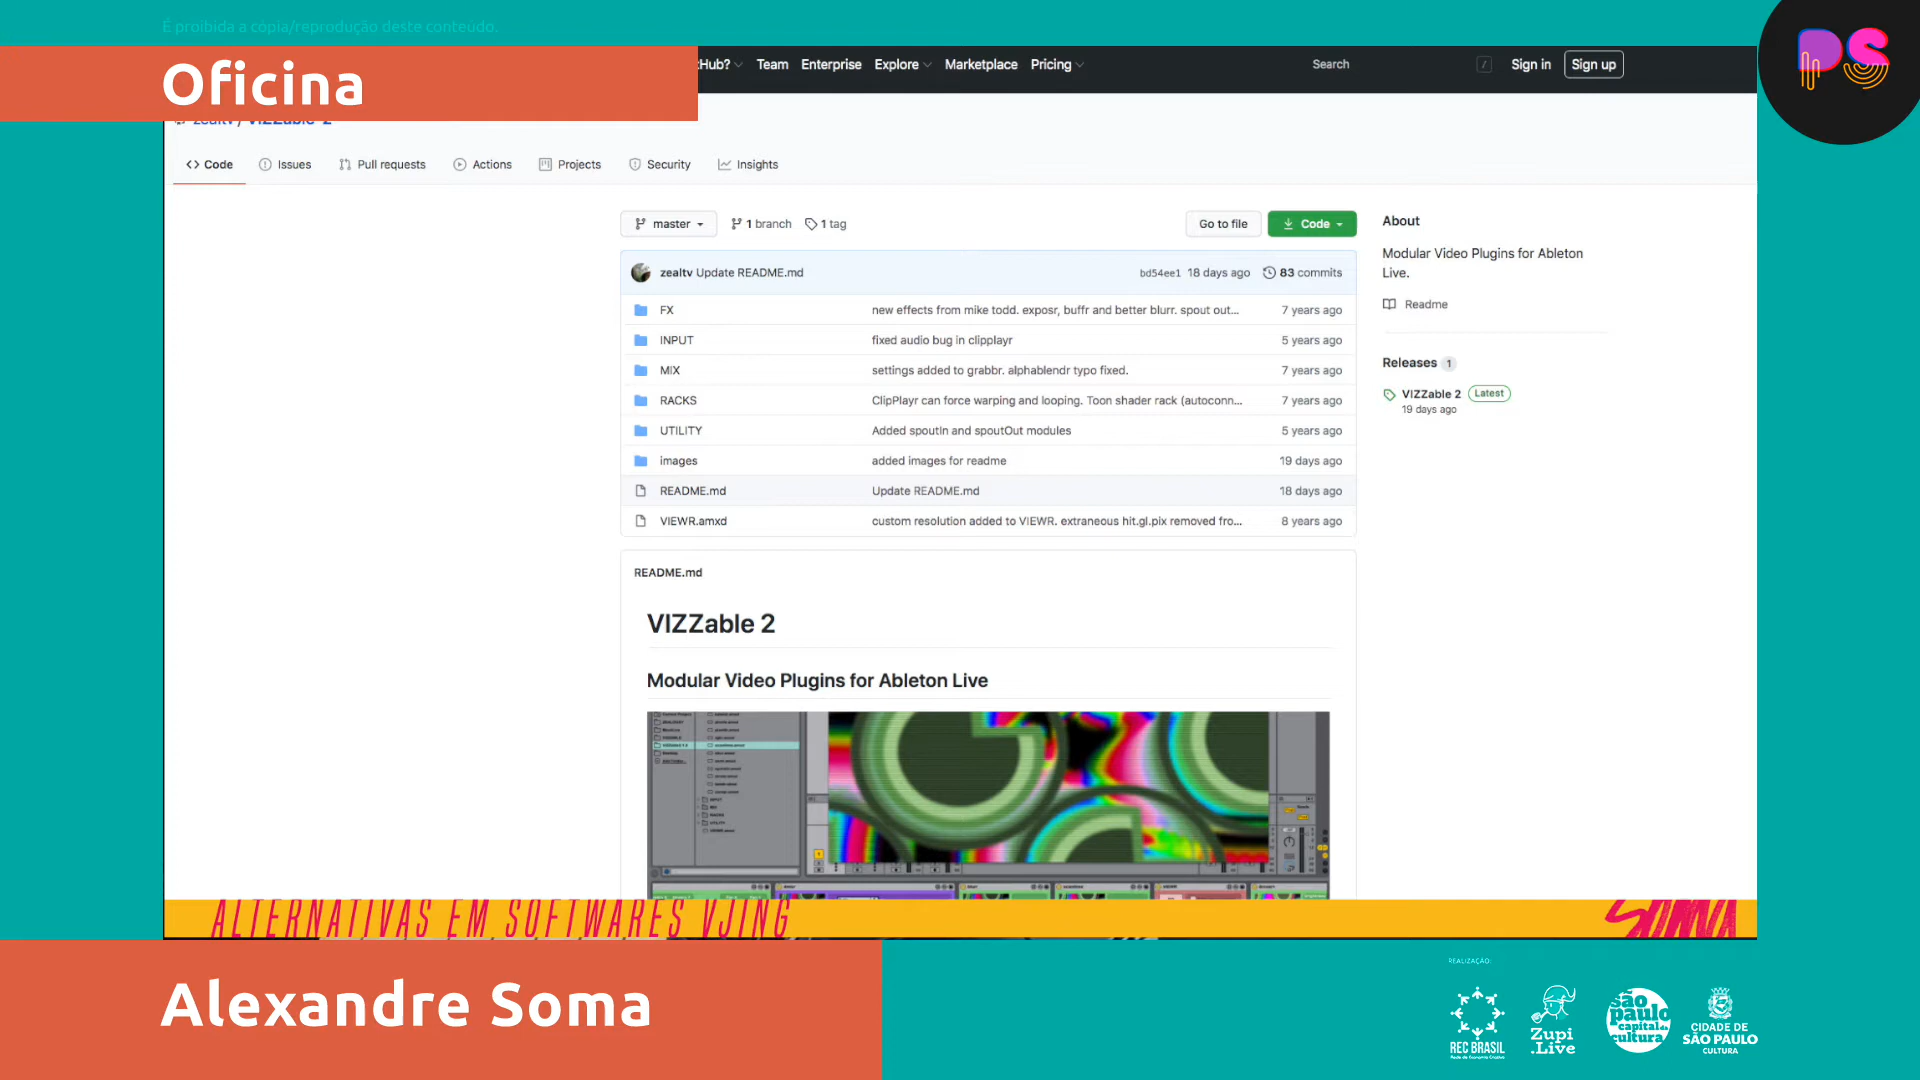 É proibida a cópia/reprodução deste conteúdo.
Oficina
Hub? Team Enterprise Explore Marketplace Pricing Search / Sign in Sign up
zealtv / VIZZable-2
Code Issues Pull requests Actions Projects Security Insights
master 1 branch 1 tag Go to file Code
zealtv Update README.md bd54ee1 18 days ago 83 commits
FX new effects from mike todd. exposr, buffr and better blurr. spout out... 7 years ago
INPUT fixed audio bug in clipplayr 5 years ago
MIX settings added to grabbr. alphablendr typo fixed. 7 years ago
RACKS ClipPlayr can force warping and looping. Toon shader rack (autoconn... 7 years ago
UTILITY Added spoutIn and spoutOut modules 5 years ago
images added images for readme 19 days ago
README.md Update README.md 18 days ago
VIEWR.amxd custom resolution added to VIEWR. extraneous hit.gl.pix removed fro... 8 years ago
About
Modular Video Plugins for Ableton
Live.
Readme
Releases 1
VIZZable 2 Latest
19 days ago
README.md
VIZZable 2
Modular Video Plugins for Ableton Live
ALTERNATIVAS EM SOFTWARES VJING
SOMA
Alexandre Soma
REALIZAÇÃO:
REC BRASIL
Rede de Economia Criativa
Zupi
.Live
são
paulo
capital da
cultura
CIDADE DE
SÃO PAULO
CULTURA
PS